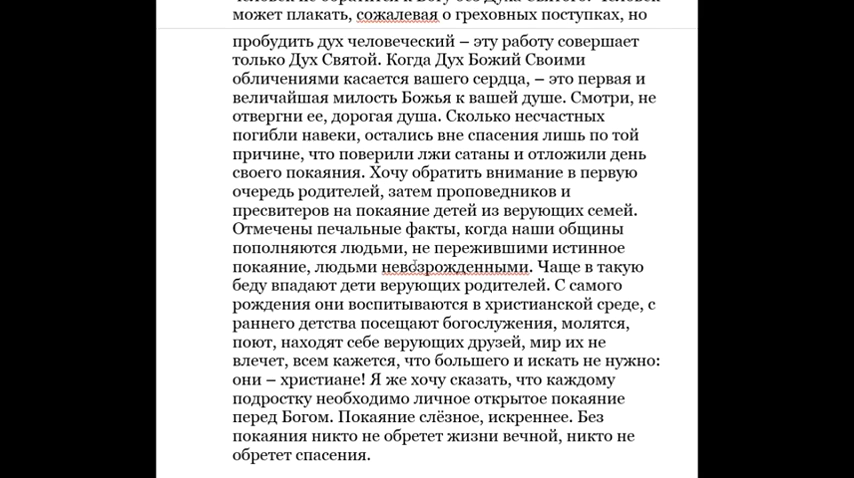 может плакать, сожалевая о греховных поступках, но
пробудить дух человеческий – эту работу совершает
только Дух Святой. Когда Дух Божий Своими
обличениями касается вашего сердца, – это первая и
величайшая милость Божья к вашей душе. Смотри, не
отвергни ее, дорогая душа. Сколько несчастных
погибли навеки, остались вне спасения лишь по той
причине, что поверили лжи сатаны и отложили день
своего покаяния. Хочу обратить внимание в первую
очередь родителей, затем проповедников и
пресвитеров на покаяние детей из верующих семей.
Отмечены печальные факты, когда наши общины
пополняются людьми, не пережившими истинное
покаяние, людьми невозрожденными. Чаще в такую
беду впадают дети верующих родителей. С самого
рождения они воспитываются в христианской среде, с
раннего детства посещают богослужения, молятся,
поют, находят себе верующих друзей, мир их не
влечет, всем кажется, что большего и искать не нужно:
они – христиане! Я же хочу сказать, что каждому
подростку необходимо личное открытое покаяние
перед Богом. Покаяние слёзное, искреннее. Без
покаяния никто не обретет жизни вечной, никто не
обретет спасения.